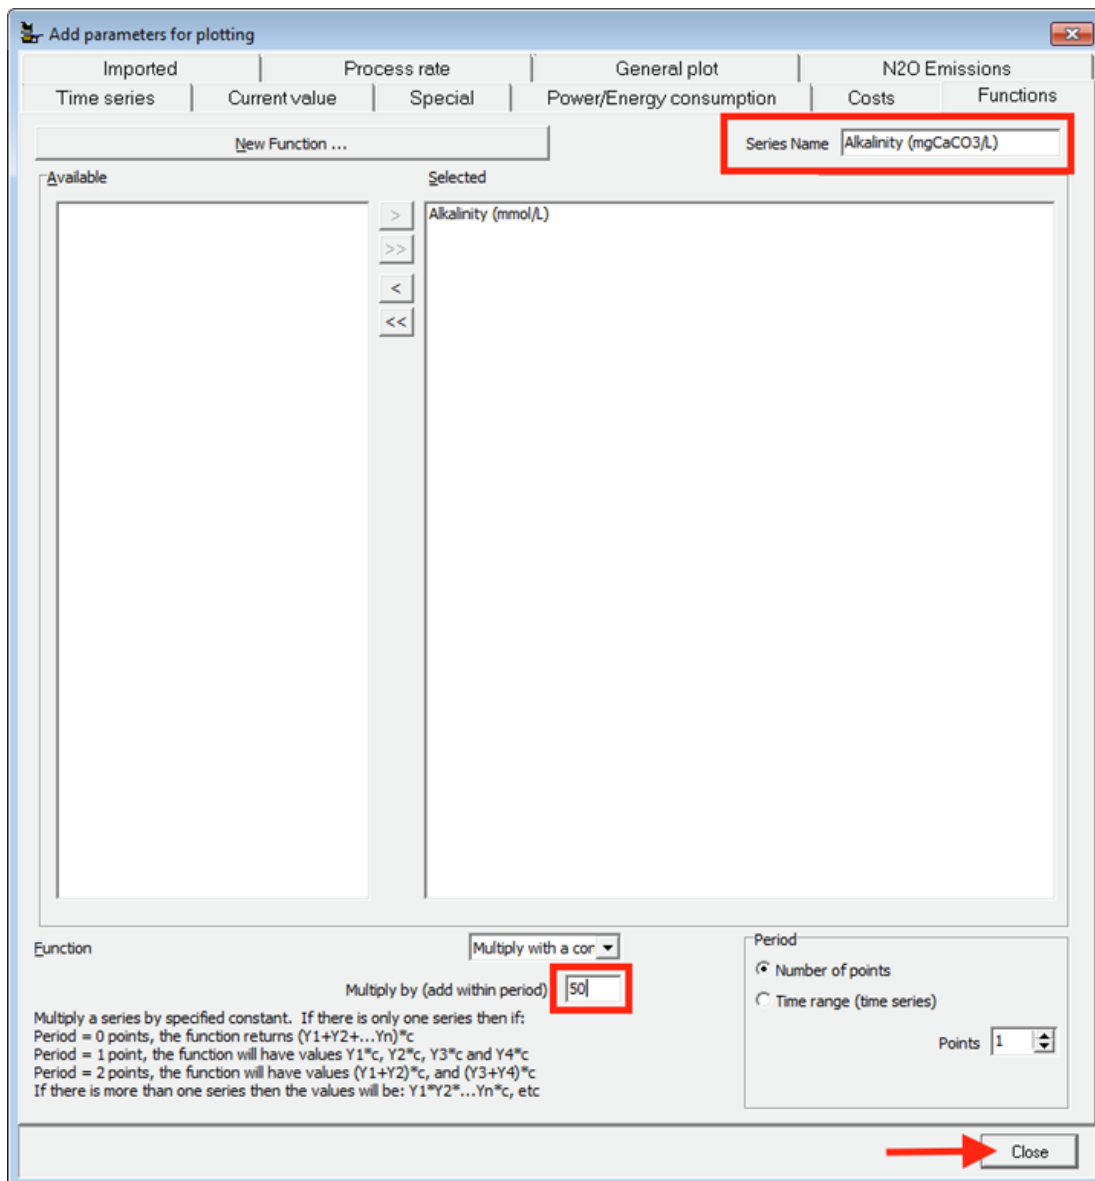 Add parameters for plotting
Imported Process rate General plot N2O Emissions
Time series Current value Special Power/Energy consumption Costs Functions
New Function ... Series Name Alkalinity (mgCaCO3/L)
Available Selected
> Alkalinity (mmol/L)
>>
<
<<
Function Multiply with a cor Period
Number of points
Multiply by (add within period) 50
Time range (time series)
Multiply a series by specified constant. If there is only one series then if:
Period = 0 points, the function returns (Y1+Y2+...Yn)*c
Points 1
Period = 1 point, the function will have values Y1*c, Y2*c, Y3*c and Y4*c
Period = 2 points, the function will have values (Y1+Y2)*c, and (Y3+Y4)*c
If there is more than one series then the values will be: Y1*Y2*...Yn*c, etc
Close